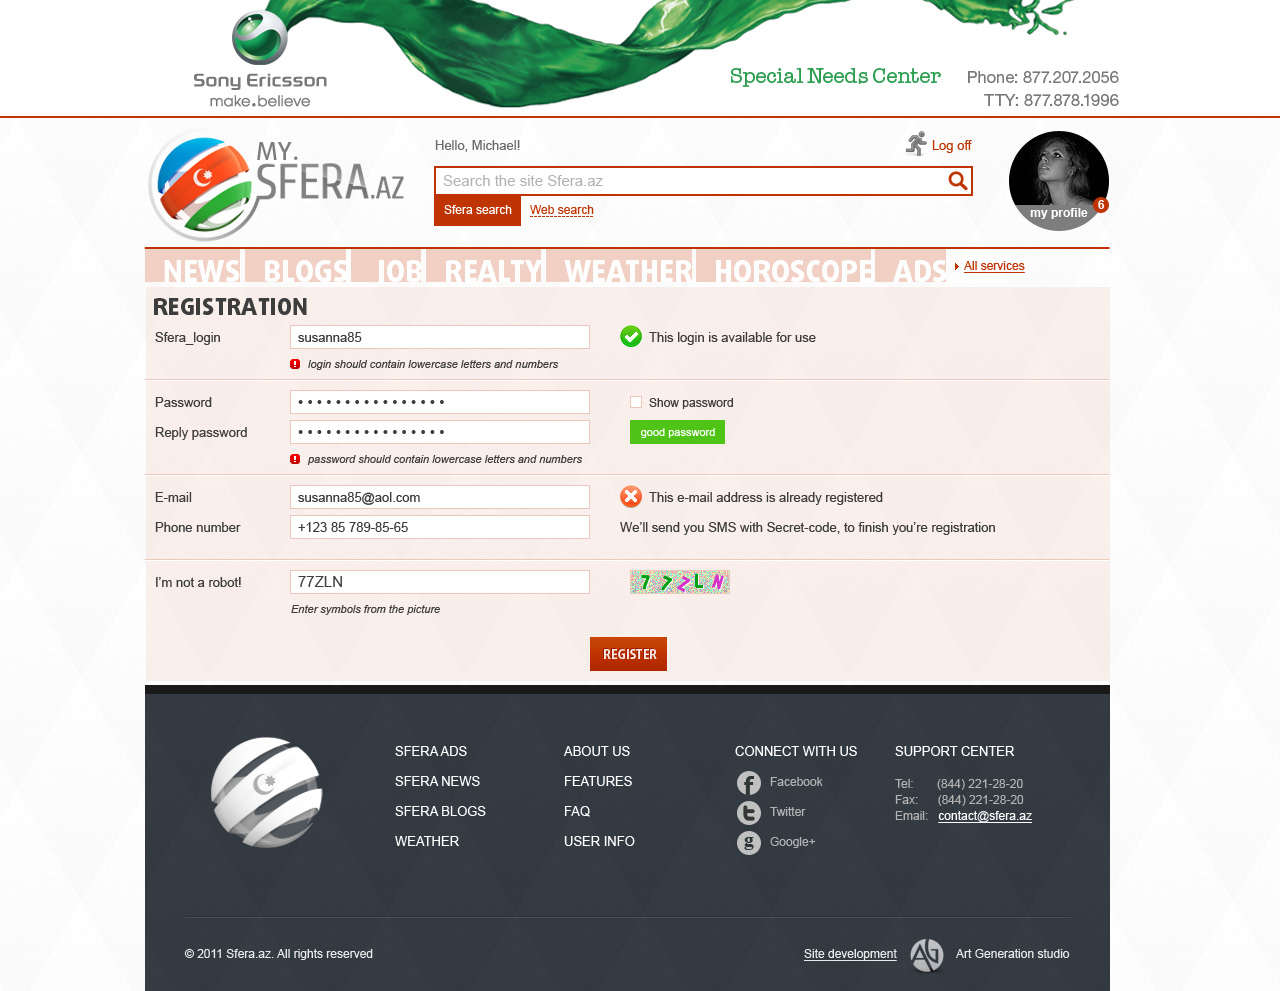 Sony Ericsson
make.believe
Special Needs Center
Phone: 877.207.2056
TTY: 877.878.1996
MY.
SFERA.AZ
Hello, Michael!
Log off
Search the site Sfera.az
Sfera search
Web search
my profile
6
NEWS BLOGS JOB REALTY WEATHER HOROSCOPE ADS
All services
REGISTRATION
Sfera_login
susanna85
This login is available for use
login should contain lowercase letters and numbers
Password
• • • • • • • • • • • • • • • •
Show password
Reply password
• • • • • • • • • • • • • • • •
good password
password should contain lowercase letters and numbers
E-mail
susanna85@aol.com
This e-mail address is already registered
Phone number
+123 85 789-85-65
We'll send you SMS with Secret-code, to finish you're registration
I'm not a robot!
77ZLN
77ZLN
Enter symbols from the picture
REGISTER
SFERA ADS
SFERA NEWS
SFERA BLOGS
WEATHER
ABOUT US
FEATURES
FAQ
USER INFO
CONNECT WITH US
Facebook
Twitter
Google+
SUPPORT CENTER
Tel: (844) 221-28-20
Fax: (844) 221-28-20
Email: contact@sfera.az
© 2011 Sfera.az. All rights reserved
Site development
AG
Art Generation studio